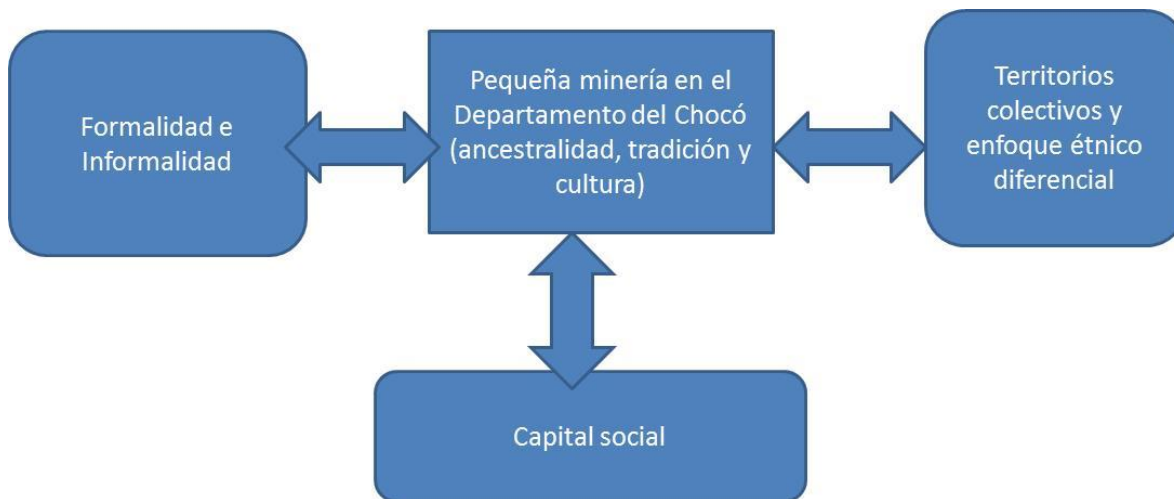 Formalidad e
Informalidad
Pequeña minería en el
Departamento del Chocó
(ancestralidad, tradición y
cultura)
Territorios
colectivos y
enfoque étnico
diferencial
Capital social